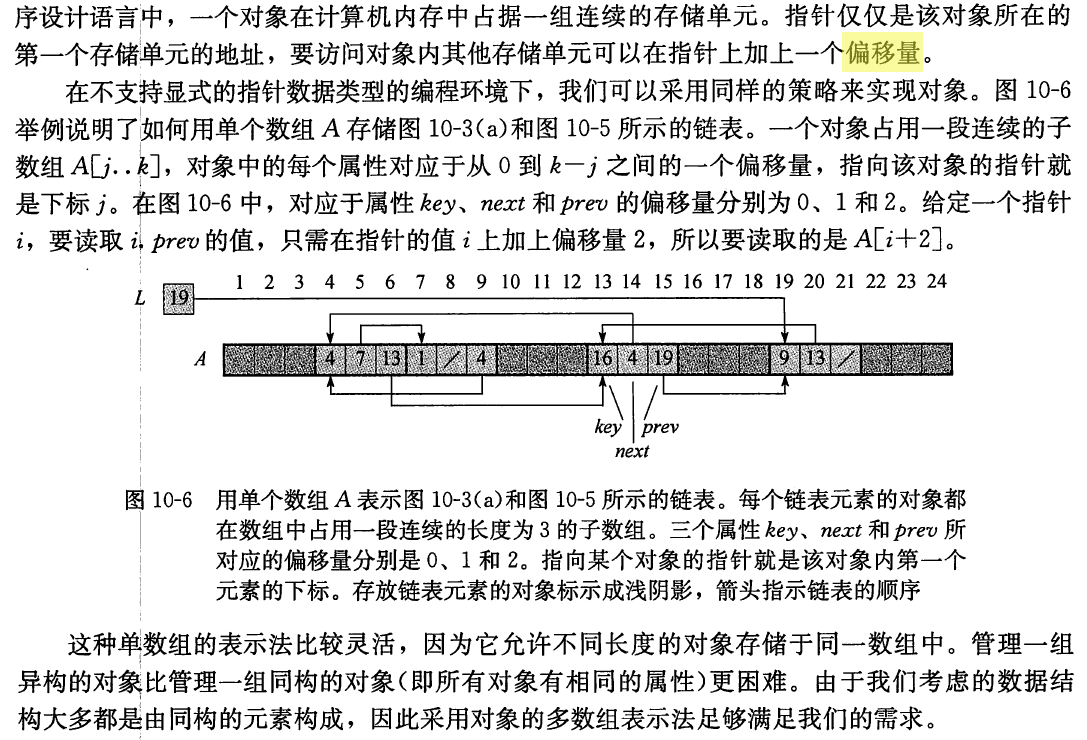 序设计语言中，一个对象在计算机内存中占据一组连续的存储单元。指针仅仅是该对象所在的
第一个存储单元的地址，要访问对象内其他存储单元可以在指针上加上一个偏移量。
在不支持显式的指针数据类型的编程环境下，我们可以采用同样的策略来实现对象。图 10-6
举例说明了如何用单个数组 A 存储图 10-3(a)和图 10-5 所示的链表。一个对象占用一段连续的子
数组 A[j..k]，对象中的每个属性对应于从 0 到 k－j 之间的一个偏移量，指向该对象的指针就
是下标 j。在图 10-6 中，对应于属性 key、next 和 prev 的偏移量分别为 0、1 和 2。给定一个指针
i，要读取 i. prev 的值，只需在指针的值 i 上加上偏移量 2，所以要读取的是 A[i＋2]。
1 2 3 4 5 6 7 8 9 10 11 12 13 14 15 16 17 18 19 20 21 22 23 24
L 19
A 4 7 13 1 / 4 16 4 19 9 13 /
key prev
next
图 10-6 用单个数组 A 表示图 10-3(a)和图 10-5 所示的链表。每个链表元素的对象都
在数组中占用一段连续的长度为 3 的子数组。三个属性 key、next 和 prev 所
对应的偏移量分别是 0、1 和 2。指向某个对象的指针就是该对象内第一个
元素的下标。存放链表元素的对象标示成浅阴影，箭头指示链表的顺序
这种单数组的表示法比较灵活，因为它允许不同长度的对象存储于同一数组中。管理一组
异构的对象比管理一组同构的对象(即所有对象有相同的属性)更困难。由于我们考虑的数据结
构大多都是由同构的元素构成，因此采用对象的多数组表示法足够满足我们的需求。